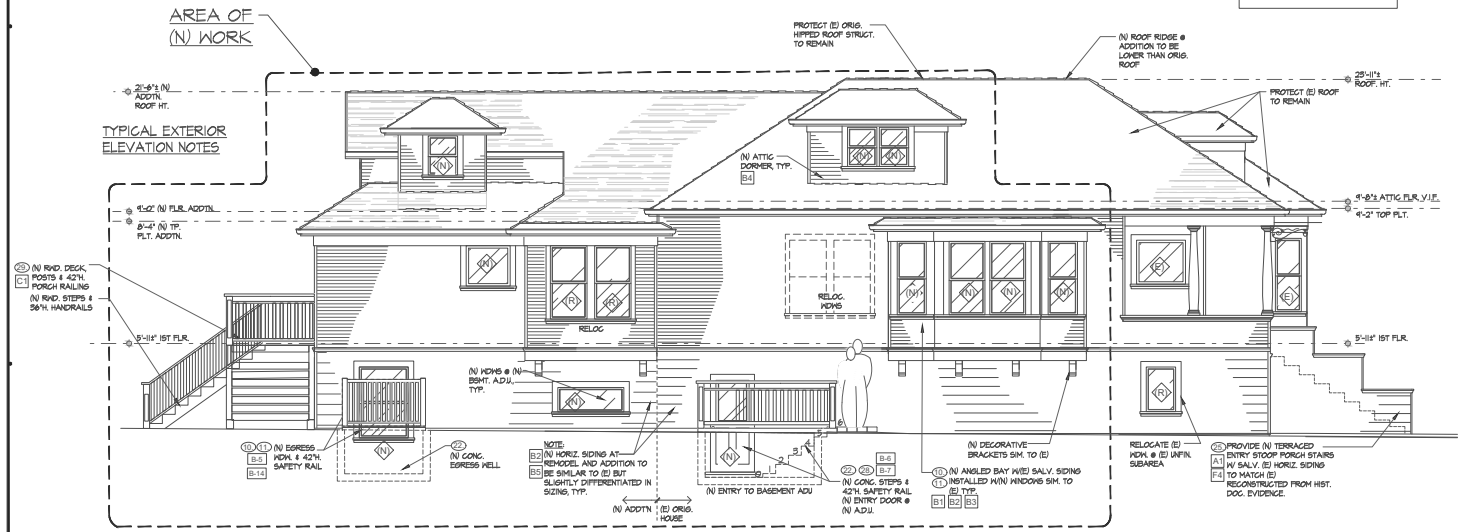 AREA OF
(N) WORK
PROTECT (E) ORIG.
HIPPED ROOF STRUCT.
TO REMAIN
(N) ROOF RIDGE @
ADDITION TO BE
LOWER THAN ORIG.
ROOF
21'-6"± (N)
ADDTN.
ROOF HT.
25'-11"±
ROOF. HT.
PROTECT (E) ROOF
TO REMAIN
TYPICAL EXTERIOR
ELEVATION NOTES
(N) ATTIC
DORMER, TYP.
B4
(N)
(N)
(N)
9'-0" (N) FLR. ADDTN.
8'-4" (N) TP.
PLT. ADDTN.
9'-8"± ATTIC FLR, V.I.F.
9'-2" TOP PLT.
29 (N) RWD. DECK,
C1 POSTS & 42"H.
PORCH RAILING
(N) RWD. STEPS &
36"H. HANDRAILS
(N)
(R)
(R)
RELOC
RELOC.
WDWS
(N)
(N)
(N)
(N)
(E)
(E)
5'-11±" 1ST FLR.
5'-11±" 1ST FLR.
(N) WDWS @ (N)
BSMT. A.D.U.,
TYP.
(N)
(R)
(N)
(N)
10 11 (N) EGRESS
WDW. & 42"H.
SAFETY RAIL
B-5
B-14
22
(N) CONC.
EGRESS WELL
NOTE:
B2 (N) HORIZ. SIDING AT
REMODEL AND ADDITION TO
B5 BE SIMILAR TO (E) BUT
SLIGHTLY DIFFERENTIATED IN
SIZING, TYP.
(N) ADDTN
(E) ORIG.
HOUSE
5
4
3
2
(N) ENTRY TO BASEMENT ADU
22 28 B-6
B-7
(N) CONC. STEPS &
42"H. SAFETY RAIL
(N) ENTRY DOOR @
(N) A.D.U.
(N) DECORATIVE
BRACKETS SIM. TO (E)
10 (N) ANGLED BAY W/(E) SALV. SIDING
11 INSTALLED W/(N) WINDOWS SIM. TO
(E) TYP.
B1 B2 B3
RELOCATE (E)
WDW. @ (E) UNFIN.
SUBAREA
25 PROVIDE (N) TERRACED
A1 ENTRY STOOP PORCH STAIRS
W/ SALV. (E) HORIZ. SIDING
F4 TO MATCH (E)
RECONSTRUCTED FROM HIST.
DOC. EVIDENCE.